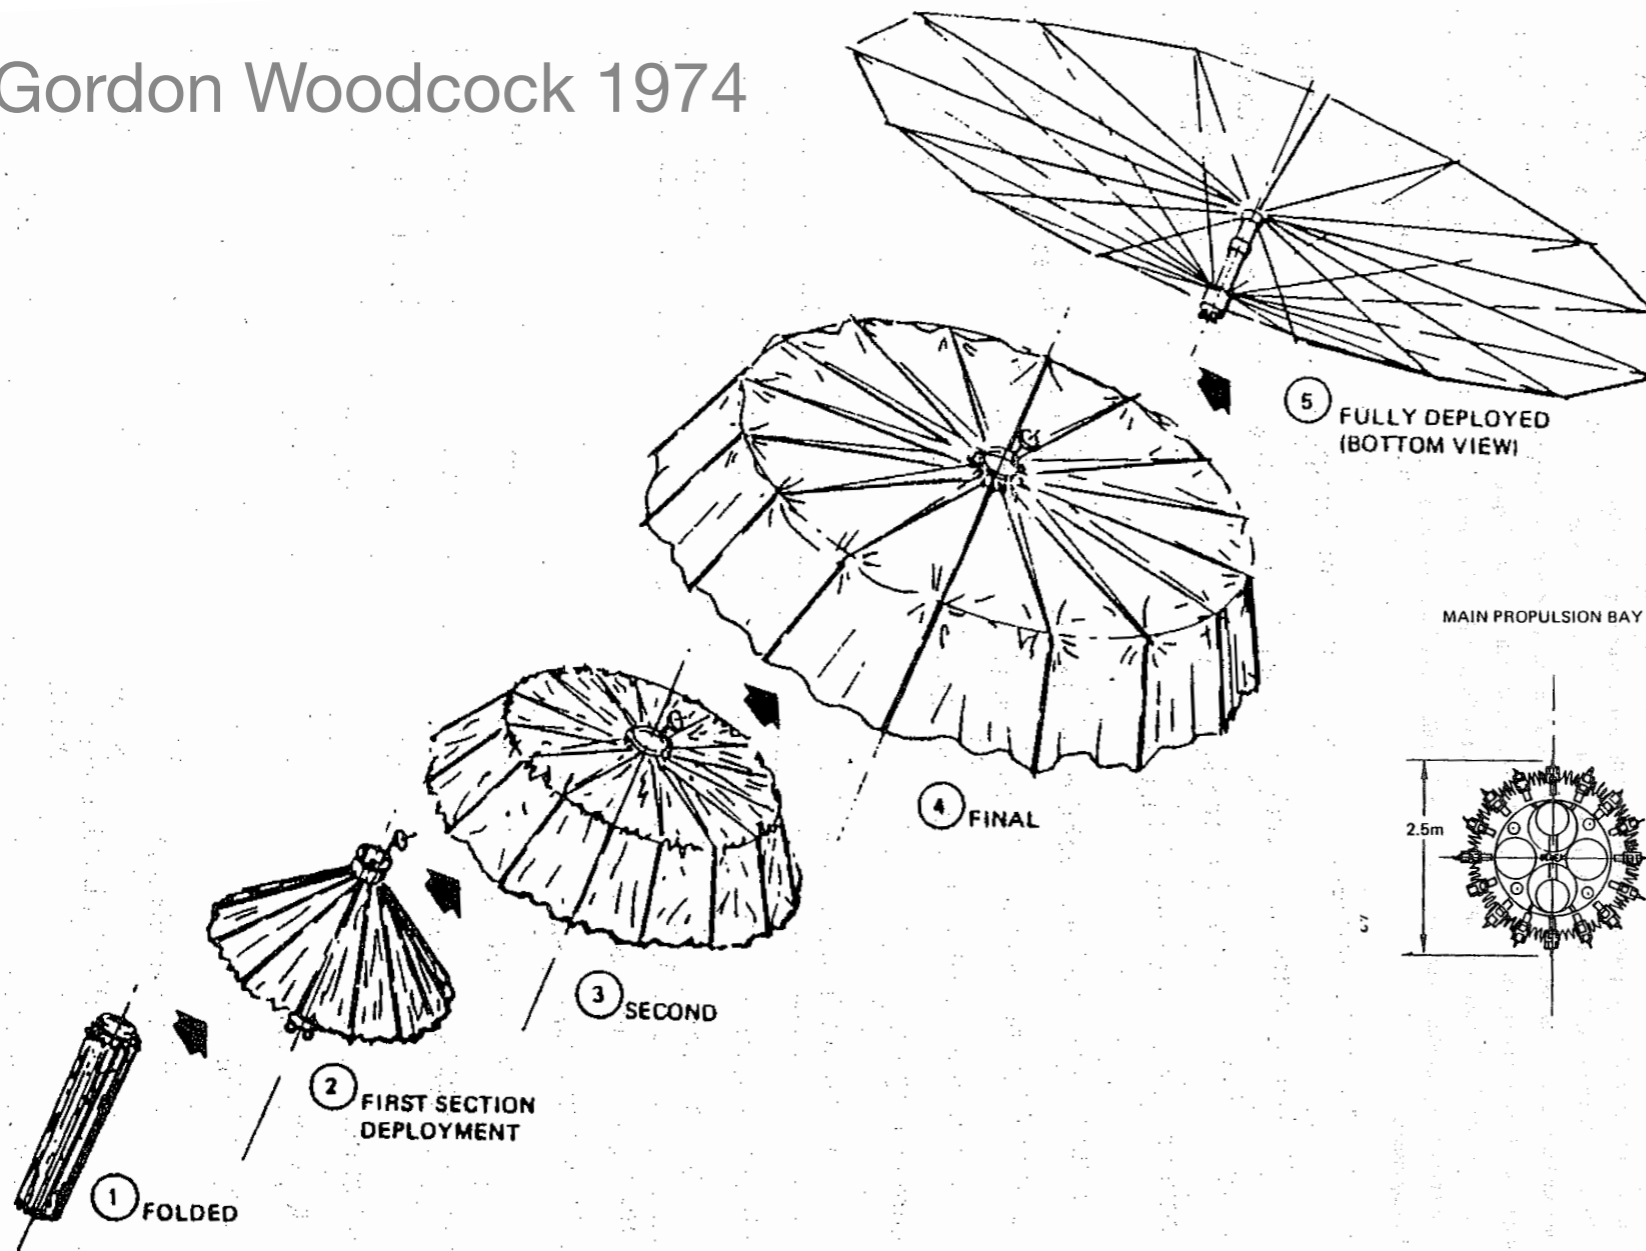 Gordon Woodcock 1974
5 FULLY DEPLOYED
(BOTTOM VIEW)
MAIN PROPULSION BAY
2.5m
4 FINAL
3 SECOND
2 FIRST SECTION
DEPLOYMENT
1 FOLDED